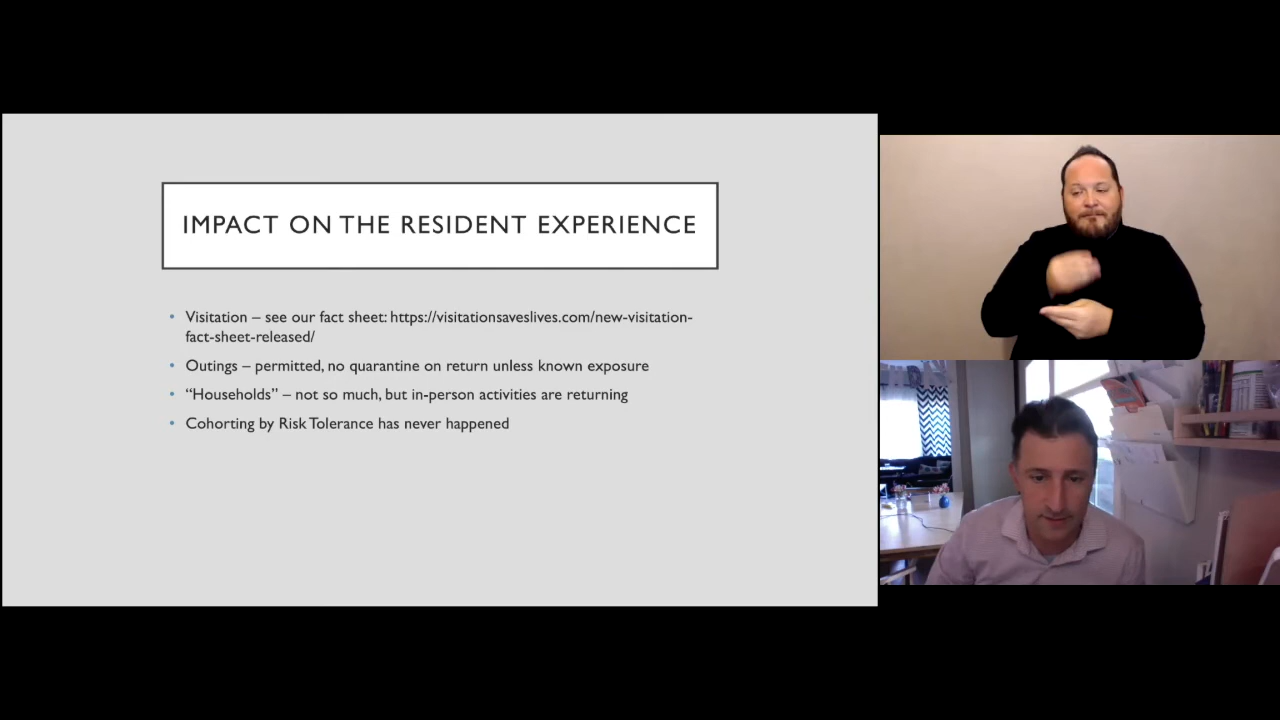 IMPACT ON THE RESIDENT EXPERIENCE
• Visitation – see our fact sheet: https://visitationsaveslives.com/new-visitation-
fact-sheet-released/
• Outings – permitted, no quarantine on return unless known exposure
• “Households” – not so much, but in-person activities are returning
• Cohorting by Risk Tolerance has never happened